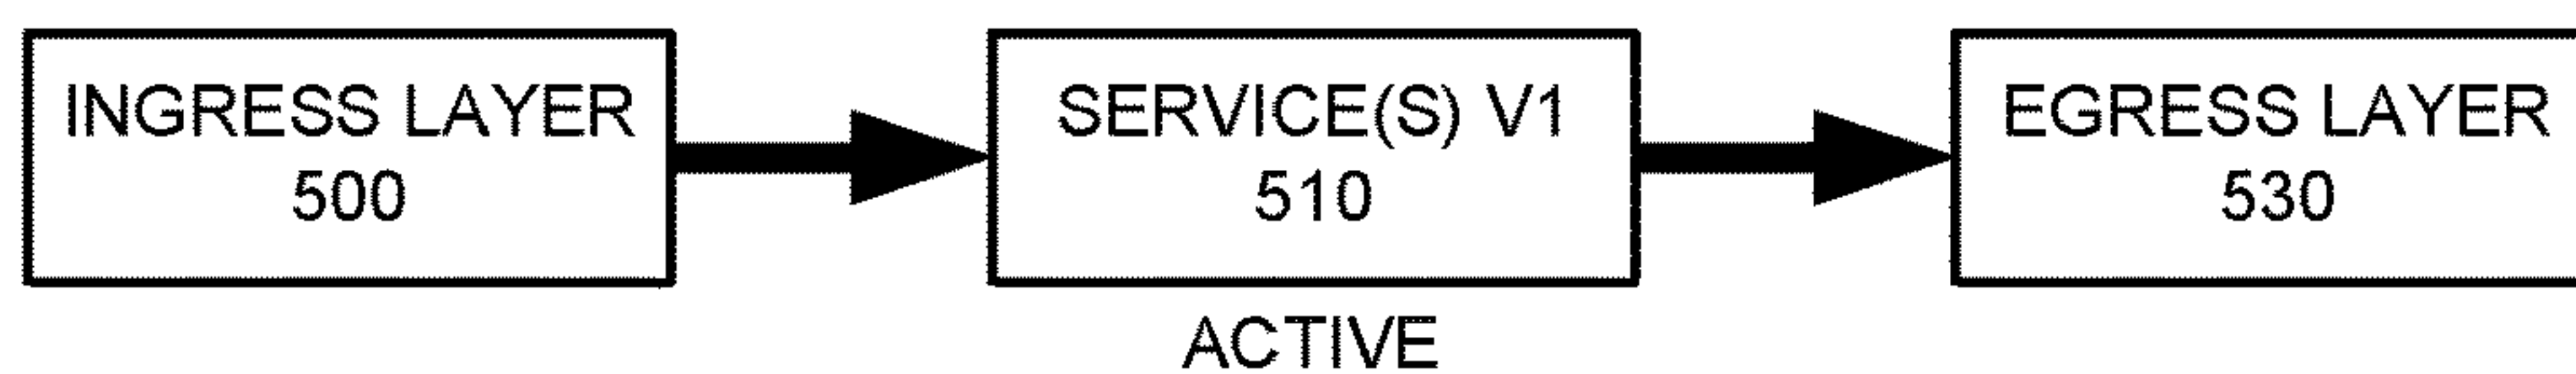 INGRESS LAYER
500
SERVICE(S) V1
510
ACTIVE
EGRESS LAYER
530